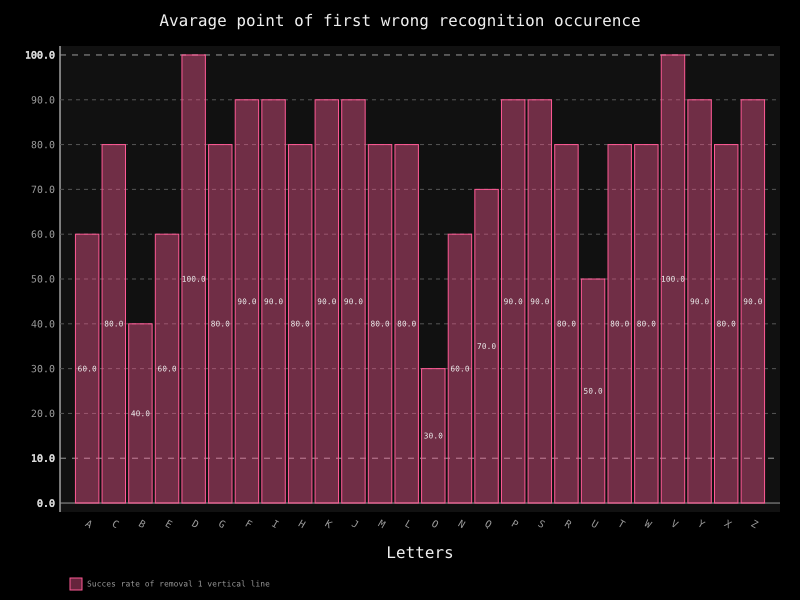 Avarage point of first wrong recognition occurence
100.0
90.0
80.0
70.0
60.0
50.0
40.0
30.0
20.0
10.0
0.0
60.0 80.0 40.0 60.0 100.0 80.0 90.0 90.0 80.0 90.0 90.0 80.0 80.0 30.0 60.0 70.0 90.0 90.0 80.0 50.0 80.0 80.0 100.0 90.0 80.0 90.0
A C B E D G F I H K J M L O N Q P S R U T W V Y X Z
Letters
Succes rate of removal 1 vertical line